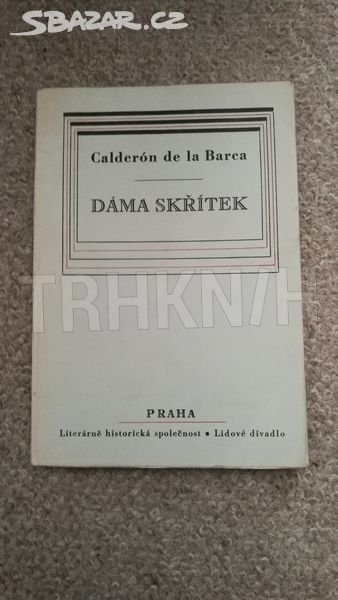 SBAZAR.CZ
Calderón de la Barca
DÁMA SKŘÍTEK
TRHKNIH
PRAHA
Literárně historická společnost • Lidové divadlo